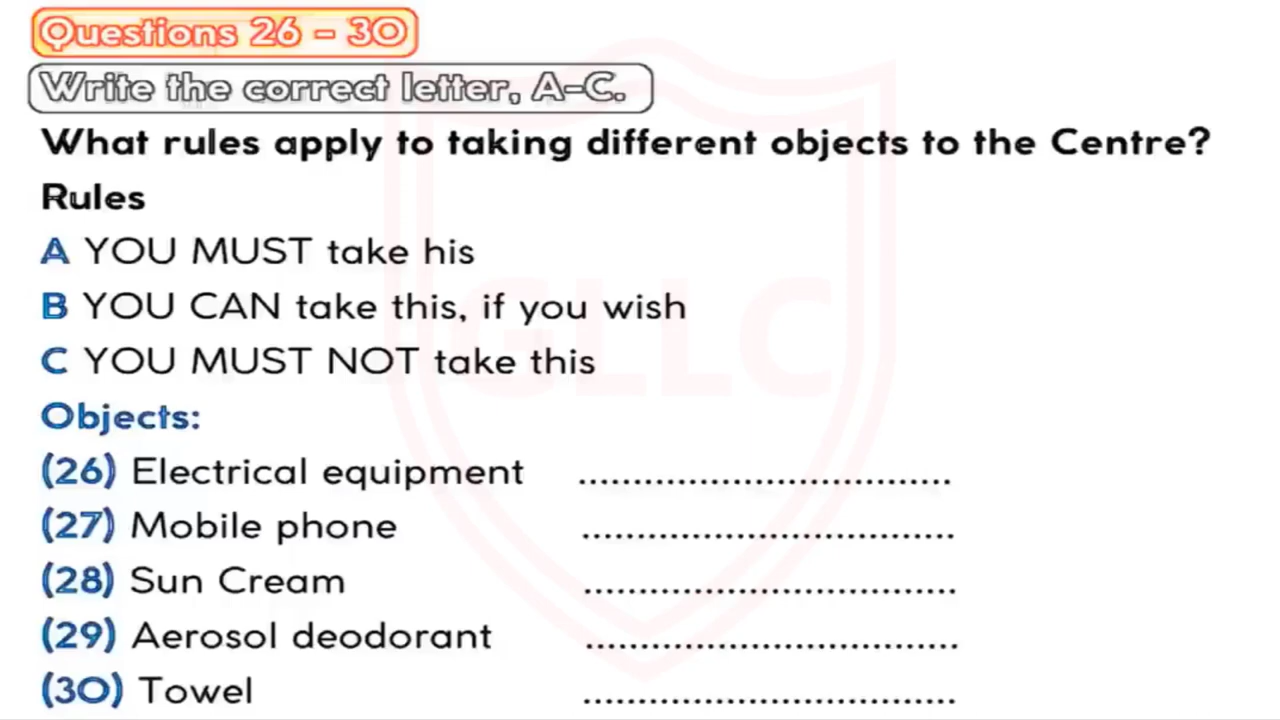 Questions 26 – 30
Write the correct letter, A–C.
What rules apply to taking different objects to the Centre?
Rules
A YOU MUST take his
B YOU CAN take this, if you wish
C YOU MUST NOT take this
Objects:
(26) Electrical equipment ..................................
(27) Mobile phone ..................................
(28) Sun Cream ..................................
(29) Aerosol deodorant ..................................
(30) Towel ..................................
GLLC